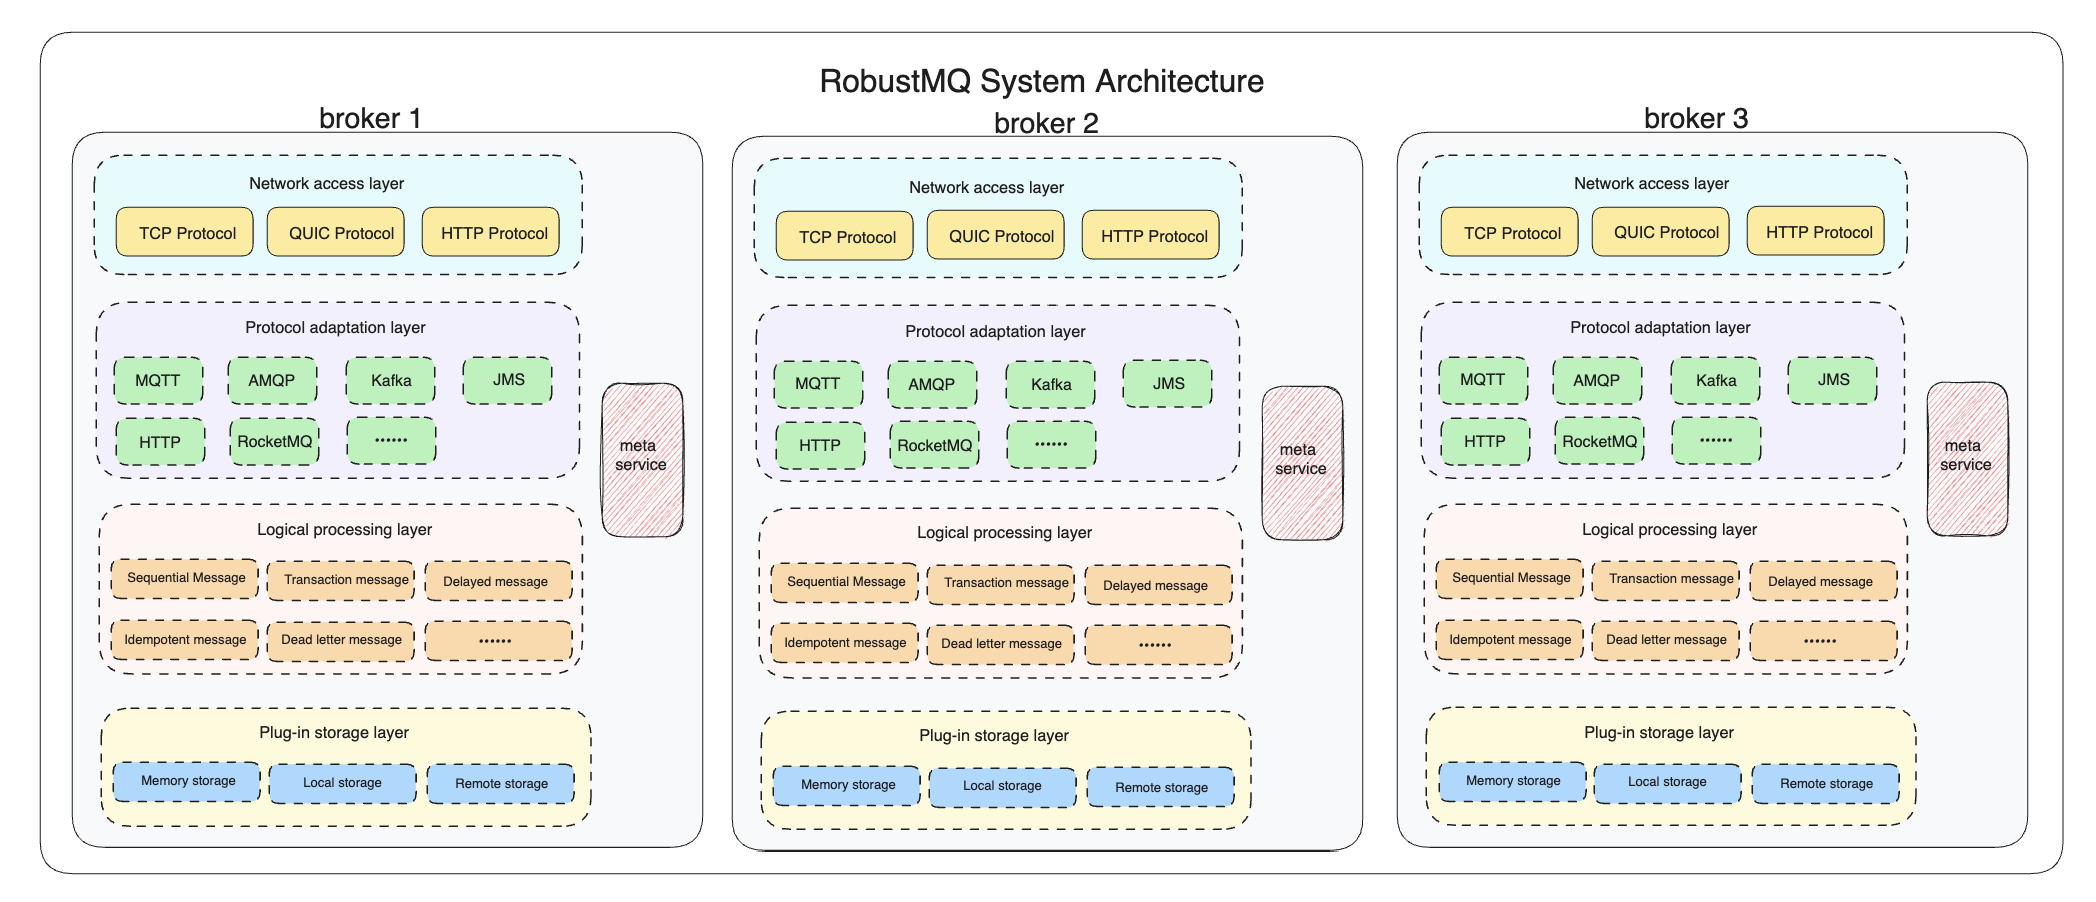 RobustMQ System Architecture
broker 1
Network access layer
TCP Protocol
QUIC Protocol
HTTP Protocol
Protocol adaptation layer
MQTT
AMQP
Kafka
JMS
HTTP
RocketMQ
······
meta
service
Logical processing layer
Sequential Message
Transaction message
Delayed message
Idempotent message
Dead letter message
······
Plug-in storage layer
Memory storage
Local storage
Remote storage
broker 2
Network access layer
TCP Protocol
QUIC Protocol
HTTP Protocol
Protocol adaptation layer
MQTT
AMQP
Kafka
JMS
HTTP
RocketMQ
······
meta
service
Logical processing layer
Sequential Message
Transaction message
Delayed message
Idempotent message
Dead letter message
······
Plug-in storage layer
Memory storage
Local storage
Remote storage
broker 3
Network access layer
TCP Protocol
QUIC Protocol
HTTP Protocol
Protocol adaptation layer
MQTT
AMQP
Kafka
JMS
HTTP
RocketMQ
······
meta
service
Logical processing layer
Sequential Message
Transaction message
Delayed message
Idempotent message
Dead letter message
······
Plug-in storage layer
Memory storage
Local storage
Remote storage